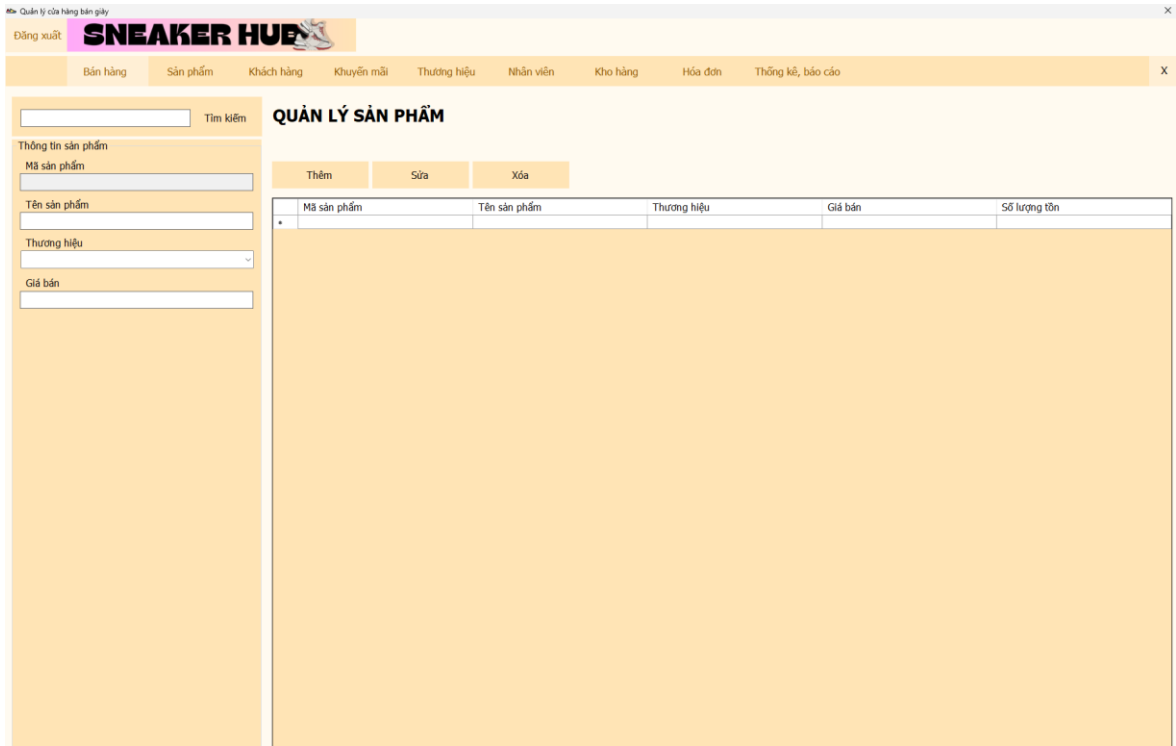 Quản lý cửa hàng bán giày
Đăng xuất SNEAKER HUB
Bán hàng Sản phẩm Khách hàng Khuyến mãi Thương hiệu Nhân viên Kho hàng Hóa đơn Thống kê, báo cáo X
Tìm kiếm
QUẢN LÝ SẢN PHẨM
Thông tin sản phẩm
Mã sản phẩm
Thêm Sửa Xóa
Tên sản phẩm
Mã sản phẩm Tên sản phẩm Thương hiệu Giá bán Số lượng tồn
Thương hiệu
Giá bán